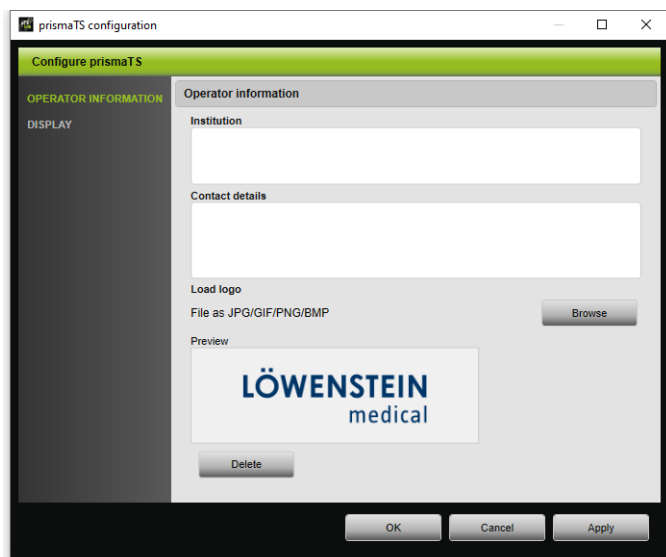 prismaTS configuration
Configure prismaTS
OPERATOR INFORMATION
DISPLAY
Operator information
Institution
Contact details
Load logo
File as JPG/GIF/PNG/BMP
Browse
Preview
LÖWENSTEIN
medical
Delete
OK
Cancel
Apply